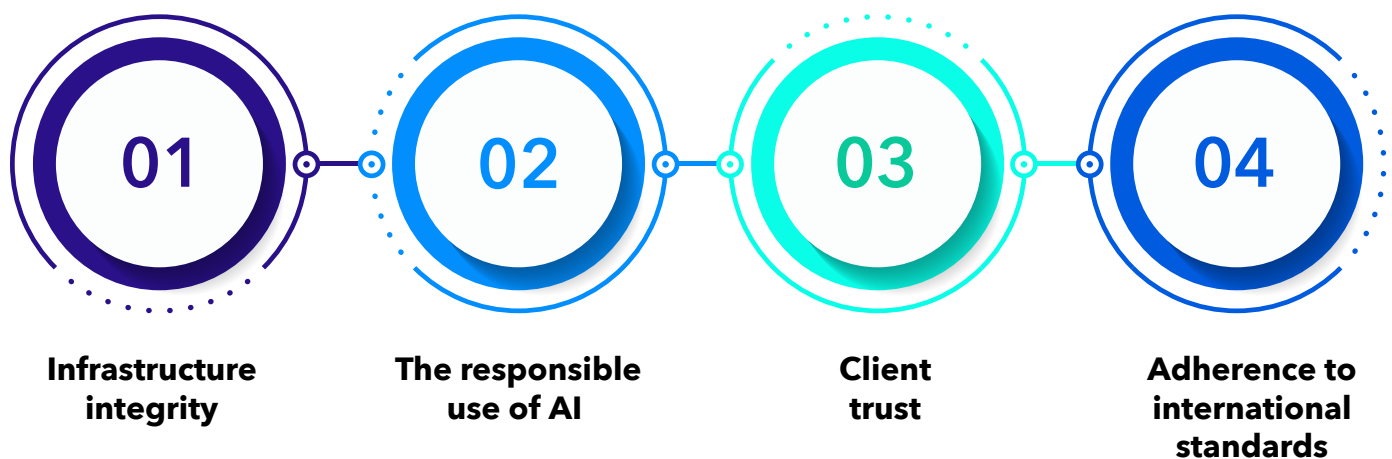 01
02
03
04
Infrastructure
integrity
The responsible
use of AI
Client
trust
Adherence to
international
standards